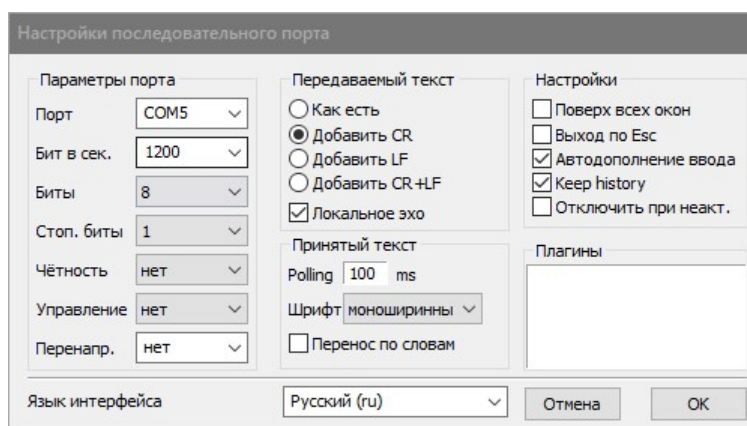 Настройки последовательного порта
Параметры порта
Порт COM5
Бит в сек. 1200
Биты 8
Стоп. биты 1
Чётность нет
Управление нет
Перенапр. нет
Передаваемый текст
Как есть
Добавить CR
Добавить LF
Добавить CR+LF
Локальное эхо
Принятый текст
Polling 100 ms
Шрифт моноширинны
Перенос по словам
Настройки
Поверх всех окон
Выход по Esc
Автодополнение ввода
Keep history
Отключить при неакт.
Плагины
Язык интерфейса Русский (ru) Отмена OK